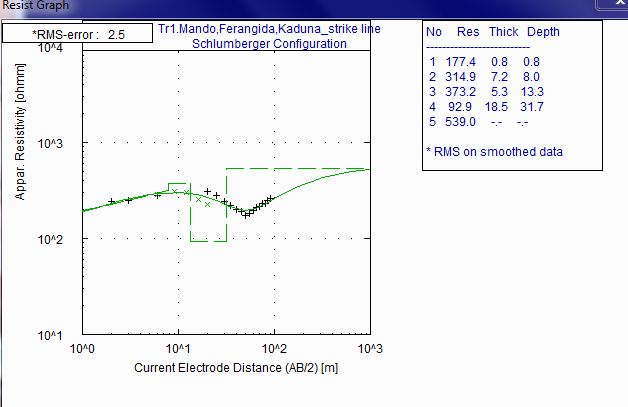 Resist Graph
*RMS-error : 2.5
Tr1.Mando,Ferangida,Kaduna_strike line
Schlumberger Configuration
No Res Thick Depth
--------------------------
1 177.4 0.8 0.8
2 314.9 7.2 8.0
3 373.2 5.3 13.3
4 92.9 18.5 31.7
5 539.0 -.- -.-
* RMS on smoothed data
Appar. Resistivity [ohmm]
10^4
10^3
10^2
10^1
10^0 10^1 10^2 10^3
Current Electrode Distance (AB/2) [m]